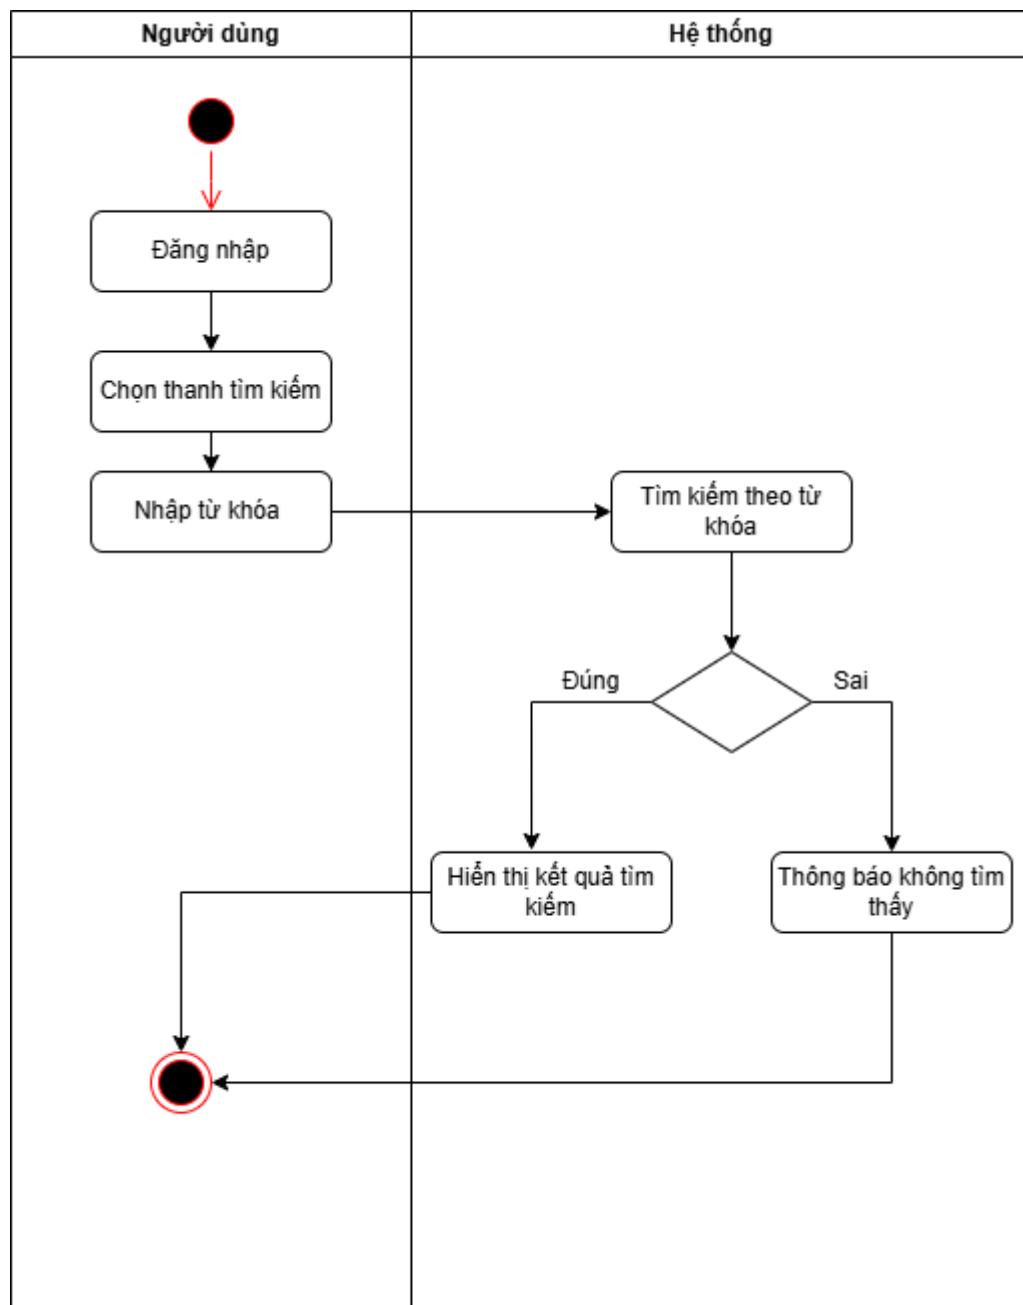 Người dùng
Hệ thống
Đăng nhập
Chọn thanh tìm kiếm
Nhập từ khóa
Tìm kiếm theo từ
khóa
Đúng
Sai
Hiển thị kết quả tìm
kiếm
Thông báo không tìm
thấy